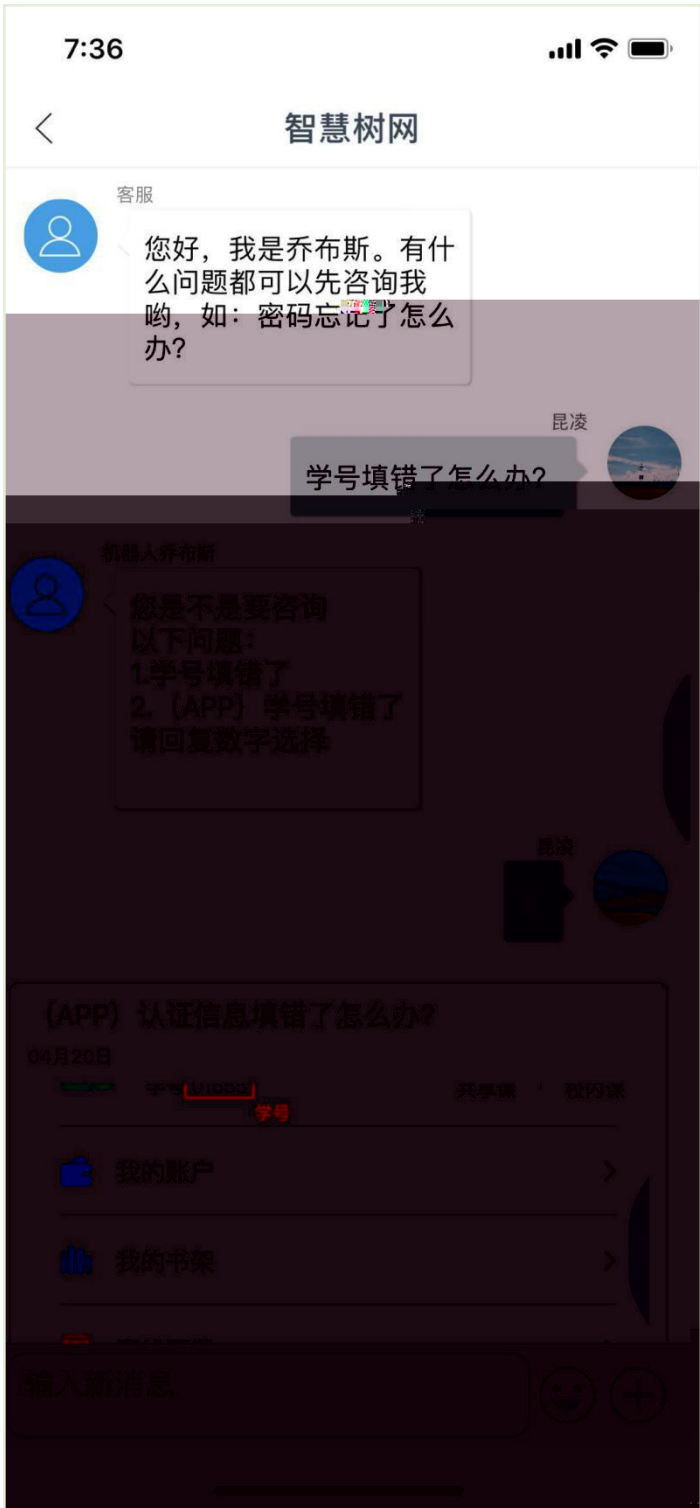 7:36
智慧树网
客服
您好，我是乔布斯。有什
么问题都可以先咨询我
哟，如：密码忘记了怎么
办？
昆凌
学号填错了怎么办？
机器人乔布斯
您是不是要咨询
以下问题：
1.学号填错了
2.（APP）学号填错了
请回复数字选择
昆凌
（APP）认证信息填错了怎么办？
04月20日
学号
共享课 校内课
学号
我的账户
我的书架
输入新消息